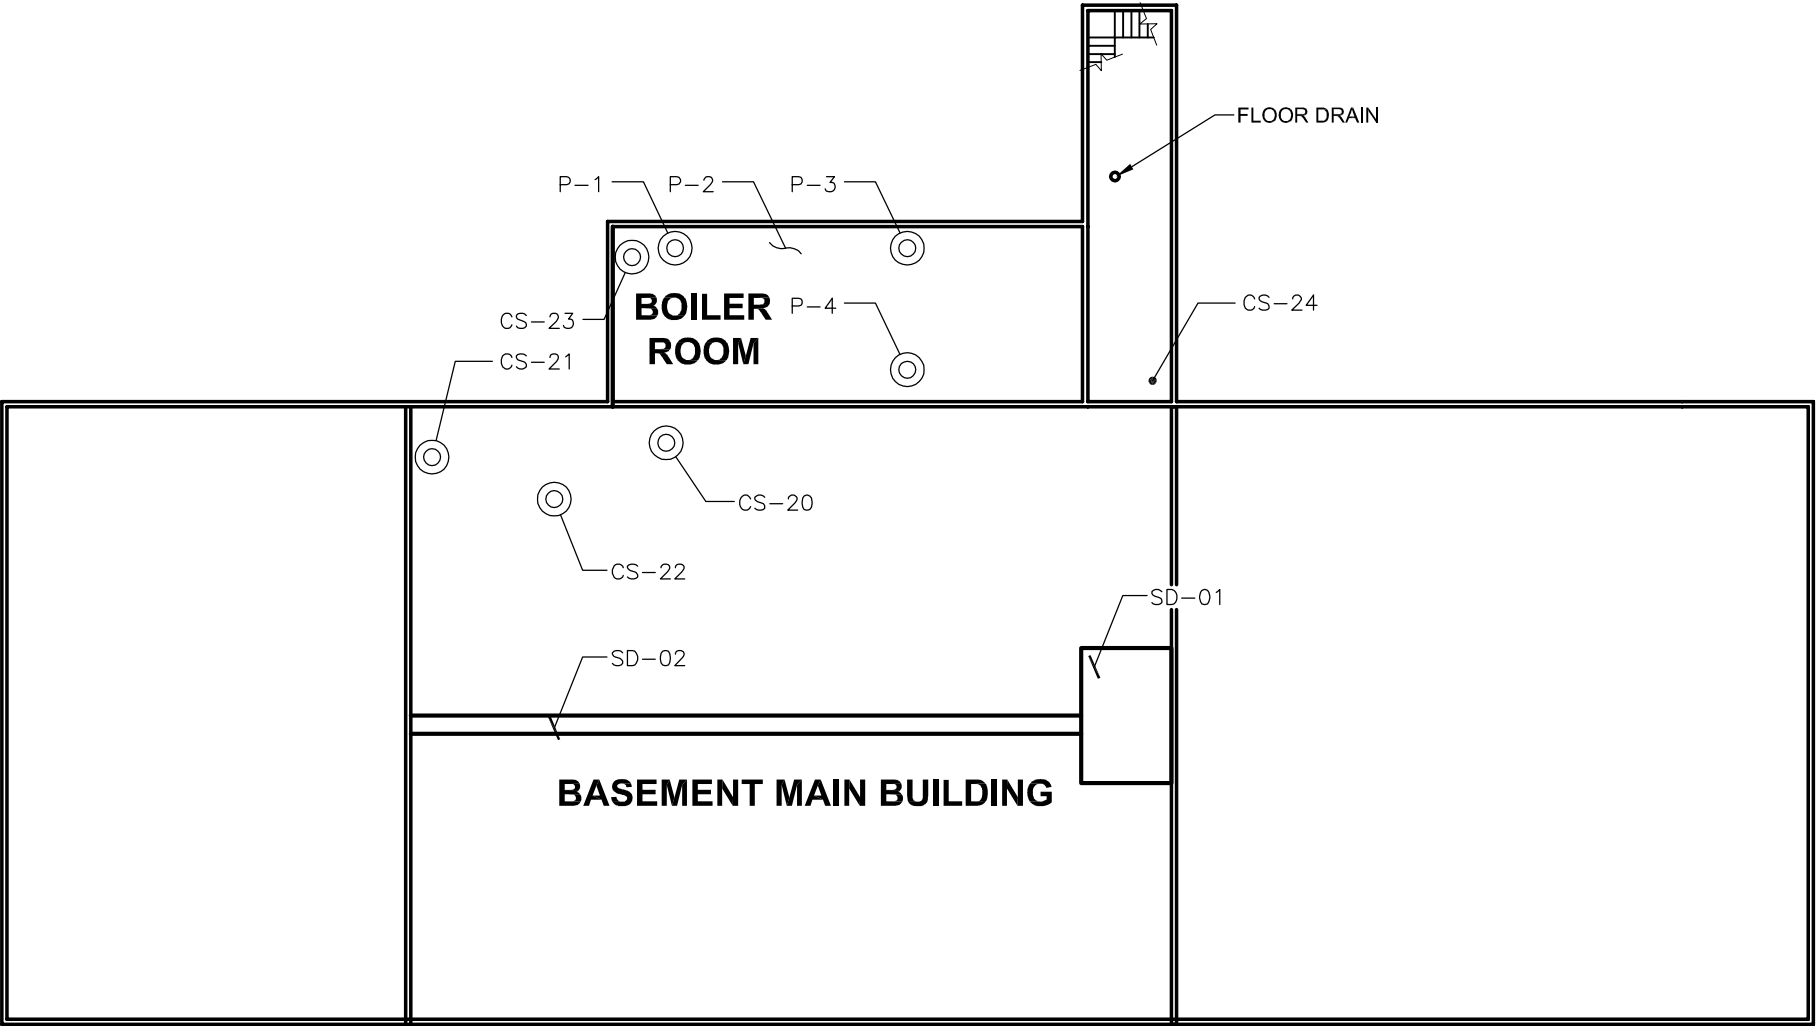 FLOOR DRAIN
P-1
P-2
P-3
BOILER
ROOM
P-4
CS-24
CS-23
CS-21
CS-20
CS-22
SD-01
SD-02
BASEMENT MAIN BUILDING